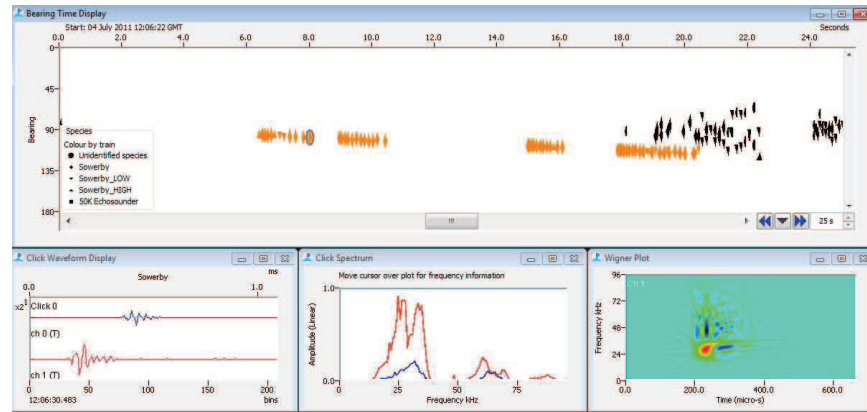 Bearing Time Display
Start: 04 July 2011 12:06:22 GMT
Seconds
0.0 2.0 4.0 6.0 8.0 10.0 12.0 14.0 16.0 18.0 20.0 22.0 24.0
0
45
90
135
180
Bearing
Species
Colour by train
Unidentified species
Sowerby
Sowerby_LOW
Sowerby_HIGH
50K Echosounder
25 s
Click Waveform Display
Sowerby
ms
0.0 1.0
x2^1
Click 0
ch 0 (T)
ch 1 (T)
0 50 100 150 200
12:06:30.483
bins
Click Spectrum
Move cursor over plot for frequency information
1.0
0.0
Amplitude (Linear)
0 25 50 75
Frequency kHz
Wigner Plot
Ch 1
96
72
48
24
0
Frequency kHz
0.0 200.0 400.0 600.0
Time (micro-s)